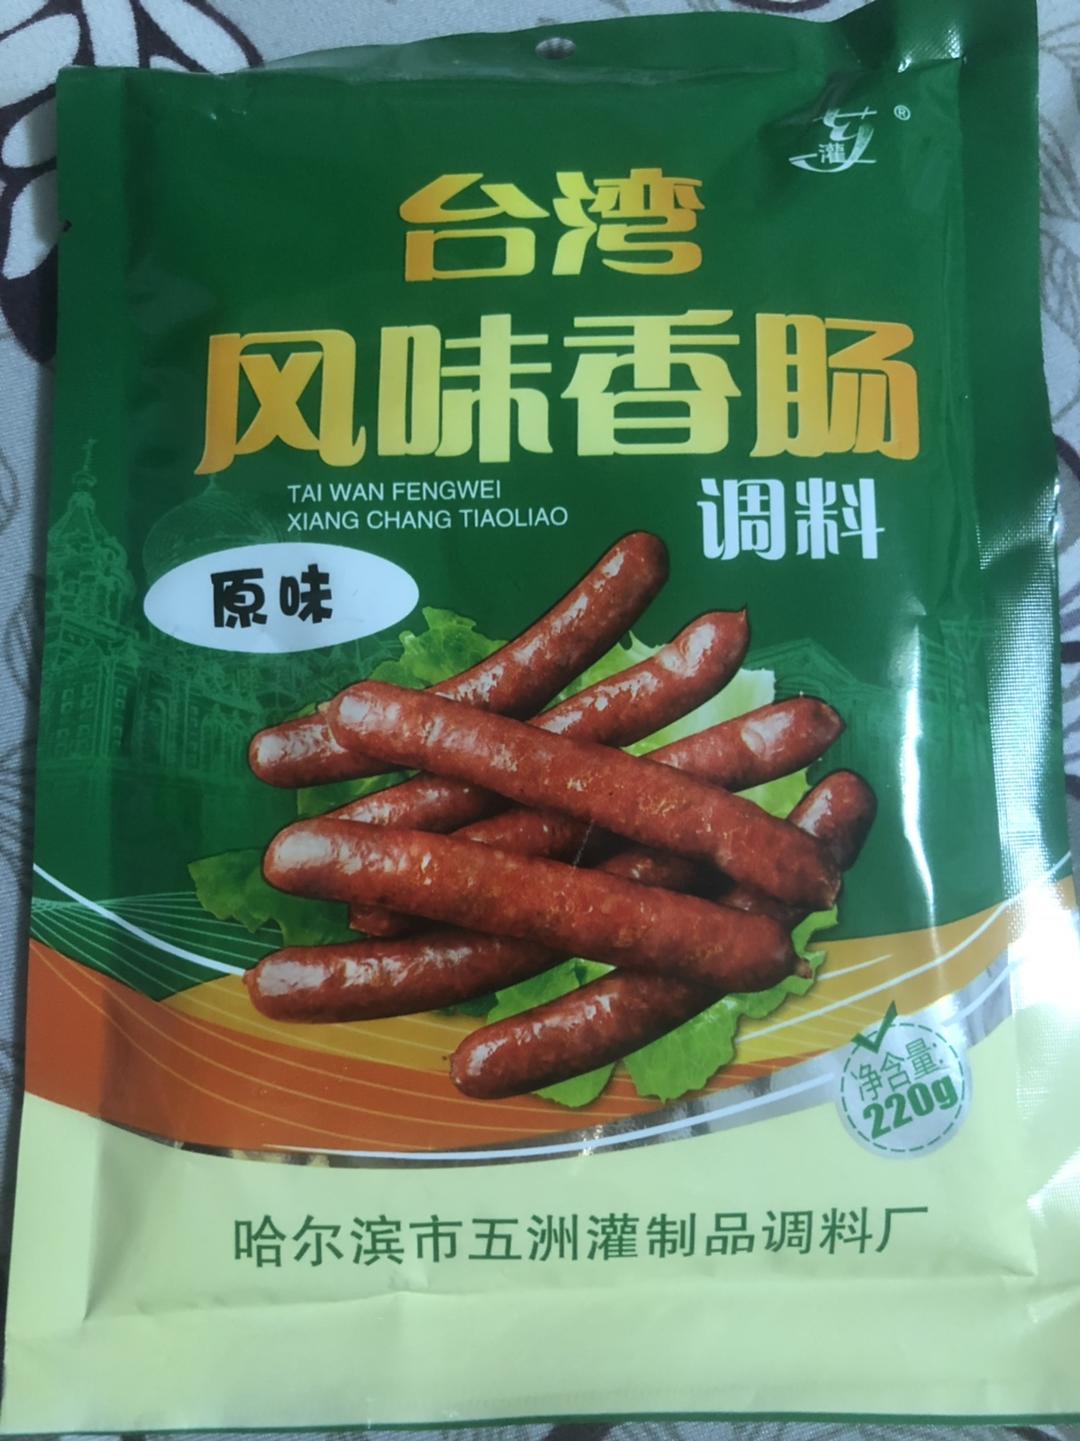 灌
®
台湾
风味香肠
TAI WAN FENGWEI
XIANG CHANG TIAOLIAO
调料
原味
净含量:
220g
哈尔滨市五洲灌制品调料厂